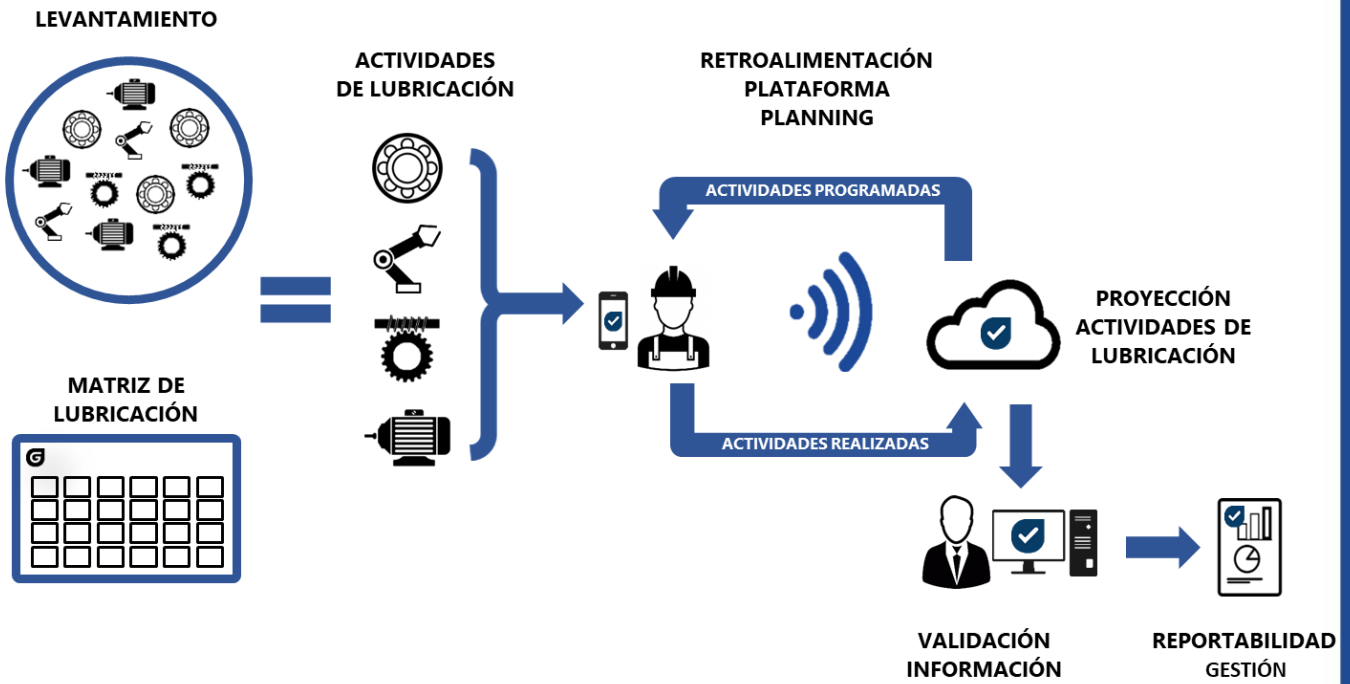 LEVANTAMIENTO
ACTIVIDADES
DE LUBRICACIÓN
RETROALIMENTACIÓN
PLATAFORMA
PLANNING
ACTIVIDADES PROGRAMADAS
PROYECCIÓN
ACTIVIDADES DE
LUBRICACIÓN
MATRIZ DE
LUBRICACIÓN
G
ACTIVIDADES REALIZADAS
VALIDACIÓN
INFORMACIÓN
REPORTABILIDAD
GESTIÓN